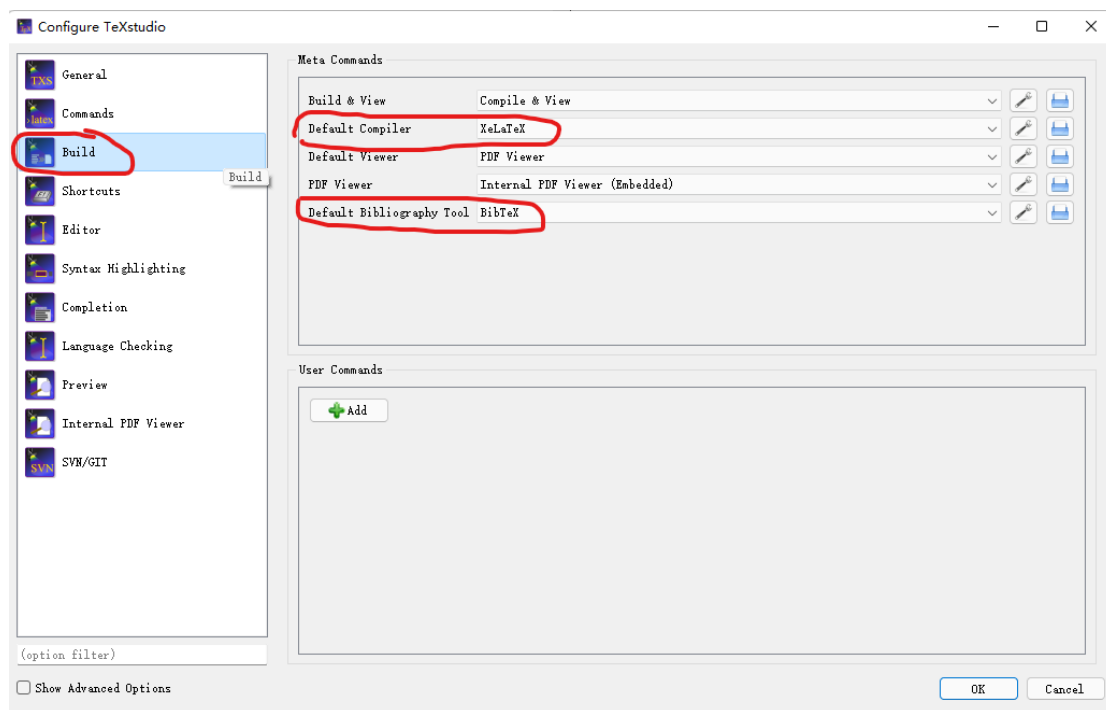 Configure TeXstudio
General
Commands
Build
Shortcuts
Editor
Syntax Highlighting
Completion
Language Checking
Preview
Internal PDF Viewer
SVN/GIT
Build
(option filter)
Show Advanced Options
Meta Commands
Build & View Compile & View
Default Compiler XeLaTeX
Default Viewer PDF Viewer
PDF Viewer Internal PDF Viewer (Embedded)
Default Bibliography Tool BibTeX
User Commands
Add
OK Cancel